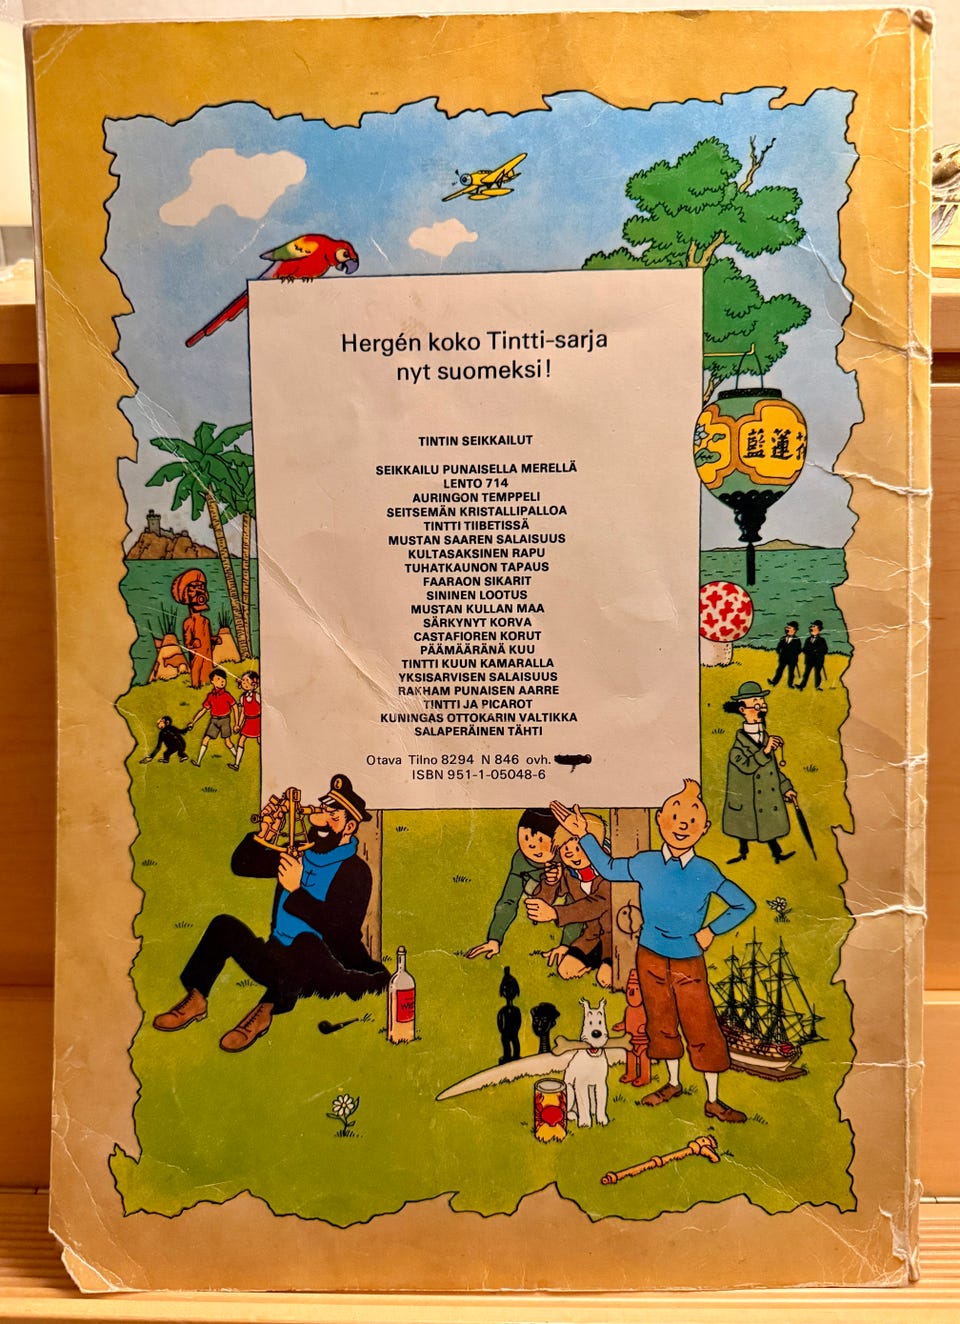 Hergén koko Tintti-sarja
nyt suomeksi!
TINTIN SEIKKAILUT
SEIKKAILU PUNAISELLA MERELLÄ
LENTO 714
AURINGON TEMPPELI
SEITSEMÄN KRISTALLIPALLOA
TINTTI TIIBETISSÄ
MUSTAN SAAREN SALAISUUS
KULTASAKSINEN RAPU
TUHATKAUNON TAPAUS
FAARAON SIKARIT
SININEN LOOTUS
MUSTAN KULLAN MAA
SÄRKYNYT KORVA
CASTAFIOREN KORUT
PÄÄMÄÄRÄNÄ KUU
TINTTI KUUN KAMARALLA
YKSISARVISEN SALAISUUS
RAKHAM PUNAISEN AARRE
TINTTI JA PICAROT
KUNINGAS OTTOKARIN VALTIKKA
SALAPERÄINEN TÄHTI
Otava Tilno 8294 N 846 ovh.
ISBN 951-1-05048-6
藍蓮花